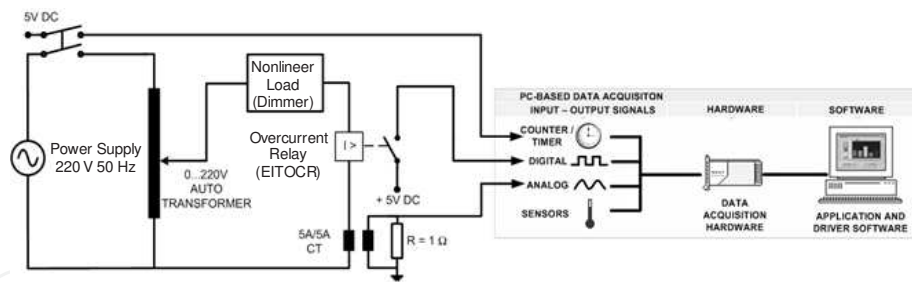 5V DC
Power Supply
220 V 50 Hz
0...220V
AUTO
TRANSFORMER
Nonlineer
Load
(Dimmer)
Overcurrent
Relay
(EITOCR)
I >
+ 5V DC
5A/5A
CT
R = 1 Ω
PC-BASED DATA ACQUISITON
INPUT – OUTPUT SIGNALS
HARDWARE
SOFTWARE
COUNTER /
TIMER
DIGITAL
ANALOG
SENSORS
DATA
ACQUISITION
HARDWARE
APPLICATION AND
DRIVER SOFTWARE